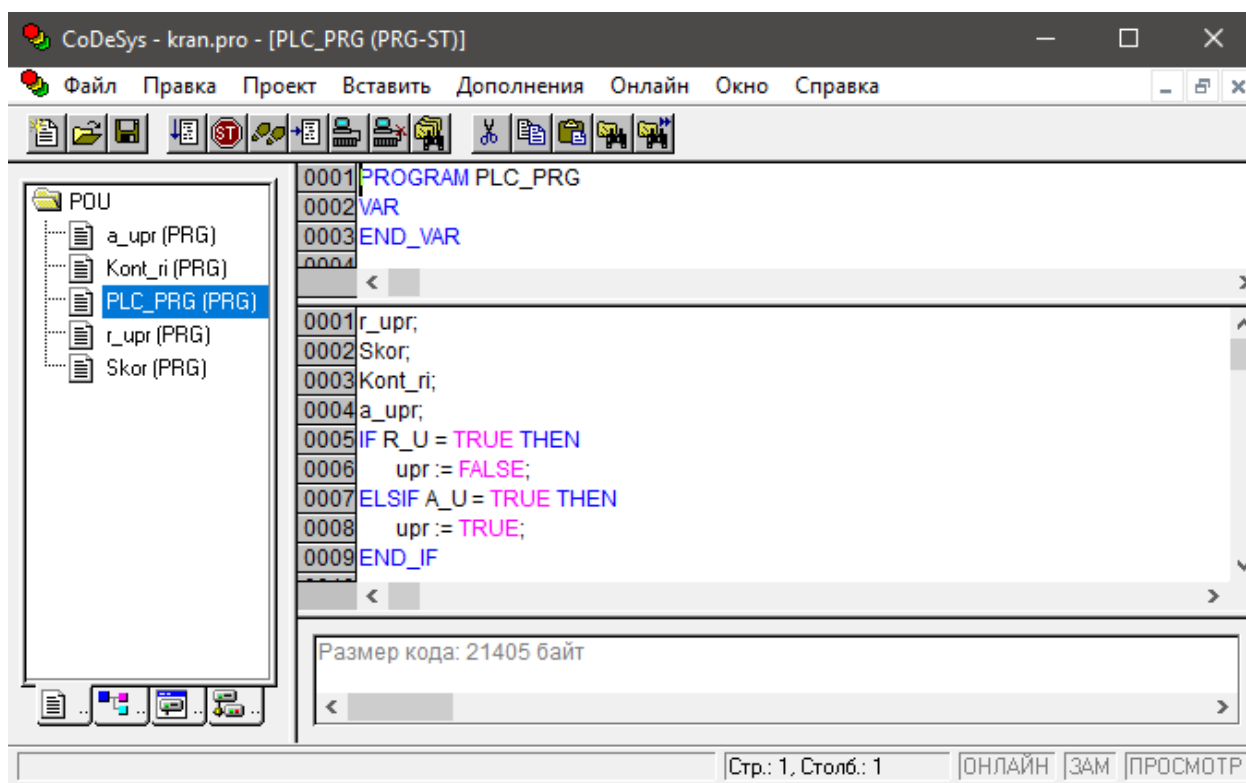 CoDeSys - kran.pro - [PLC_PRG (PRG-ST)]
Файл Правка Проект Вставить Дополнения Онлайн Окно Справка
ST
POU
a_upr (PRG)
Kont_ri (PRG)
PLC_PRG (PRG)
r_upr (PRG)
Skor (PRG)
0001 PROGRAM PLC_PRG
0002 VAR
0003 END_VAR
0004
0001 r_upr;
0002 Skor;
0003 Kont_ri;
0004 a_upr;
0005 IF R_U = TRUE THEN
0006 upr := FALSE;
0007 ELSIF A_U = TRUE THEN
0008 upr := TRUE;
0009 END_IF
Размер кода: 21405 байт
.. .. .. ..
Стр.: 1, Столб.: 1 ОНЛАЙН ЗАМ ПРОСМОТР